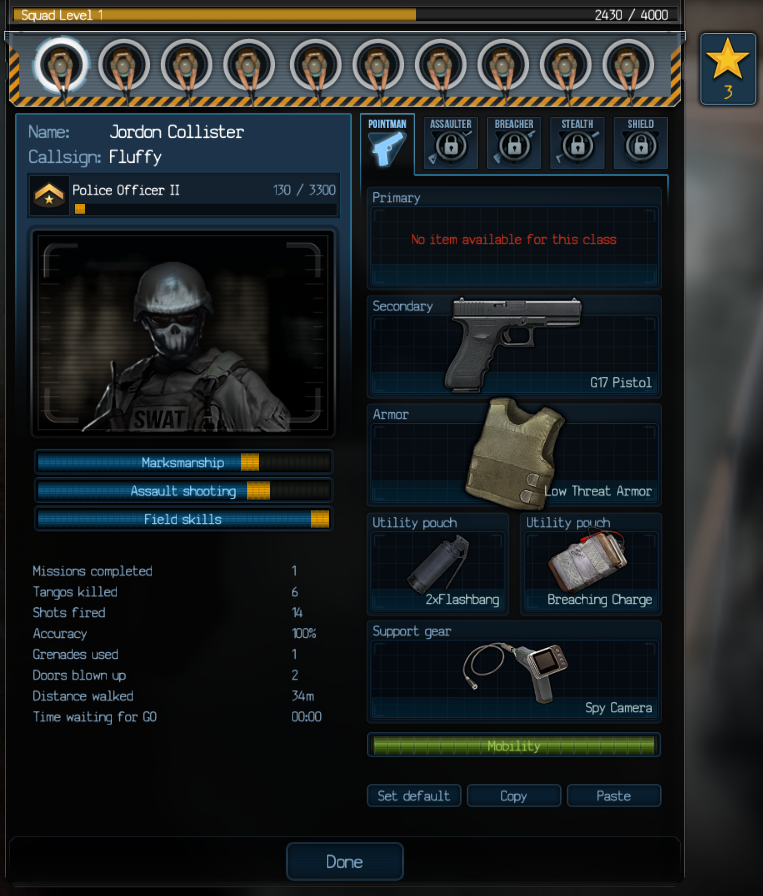 Squad Level 1
2430 / 4000
3
Name: Jordon Collister
Callsign: Fluffy
Police Officer II
130 / 3300
SWAT
Marksmanship
Assault shooting
Field skills
Missions completed 1
Tangos killed 6
Shots fired 14
Accuracy 100%
Grenades used 1
Doors blown up 2
Distance walked 34m
Time waiting for GO 00:00
POINTMAN
ASSAULTER
BREACHER
STEALTH
SHIELD
Primary
No item available for this class
Secondary
G17 Pistol
Armor
Low Threat Armor
Utility pouch
2xFlashbang
Utility pouch
Breaching Charge
Support gear
Spy Camera
Mobility
Set default
Copy
Paste
Done